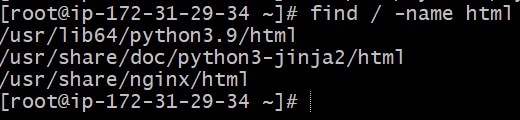 [root@ip-172-31-29-34 ~]# find / -name html
/usr/lib64/python3.9/html
/usr/share/doc/python3-jinja2/html
/usr/share/nginx/html
[root@ip-172-31-29-34 ~]#